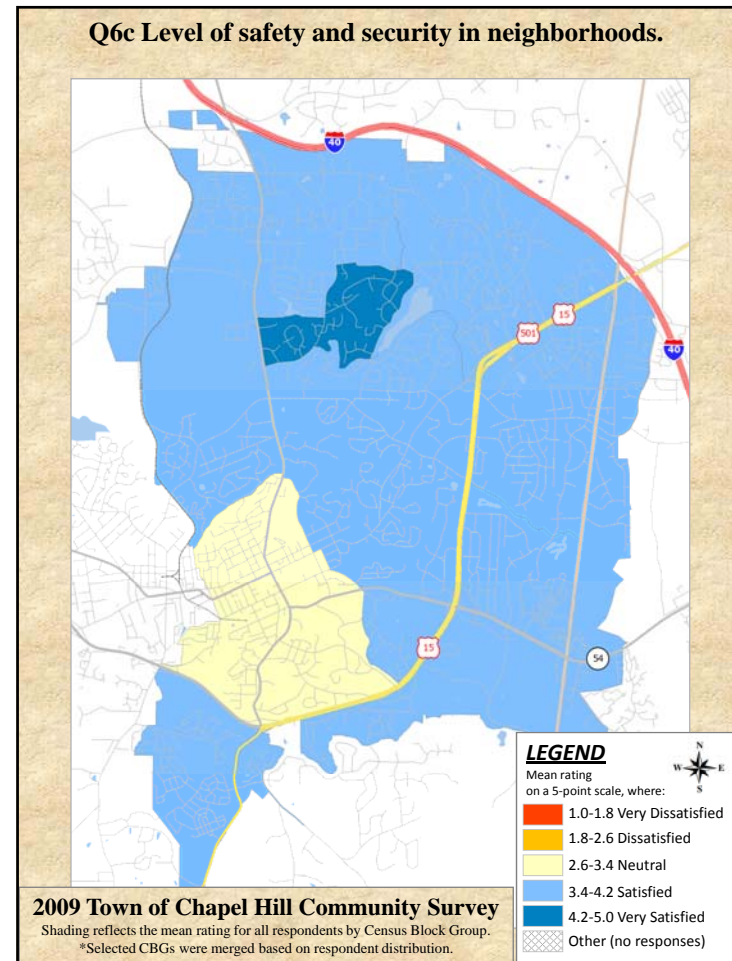 Q6c Level of safety and security in neighborhoods.
40
15
501
40
15
54
LEGEND
N
W E
S
Mean rating
on a 5-point scale, where:
1.0-1.8 Very Dissatisfied
1.8-2.6 Dissatisfied
2.6-3.4 Neutral
3.4-4.2 Satisfied
4.2-5.0 Very Satisfied
Other (no responses)
2009 Town of Chapel Hill Community Survey
Shading reflects the mean rating for all respondents by Census Block Group.
*Selected CBGs were merged based on respondent distribution.